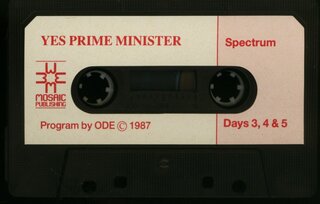 YES PRIME MINISTER
Spectrum
MOSAIC
PUBLISHING
Program by ODE © 1987
Days 3, 4 & 5